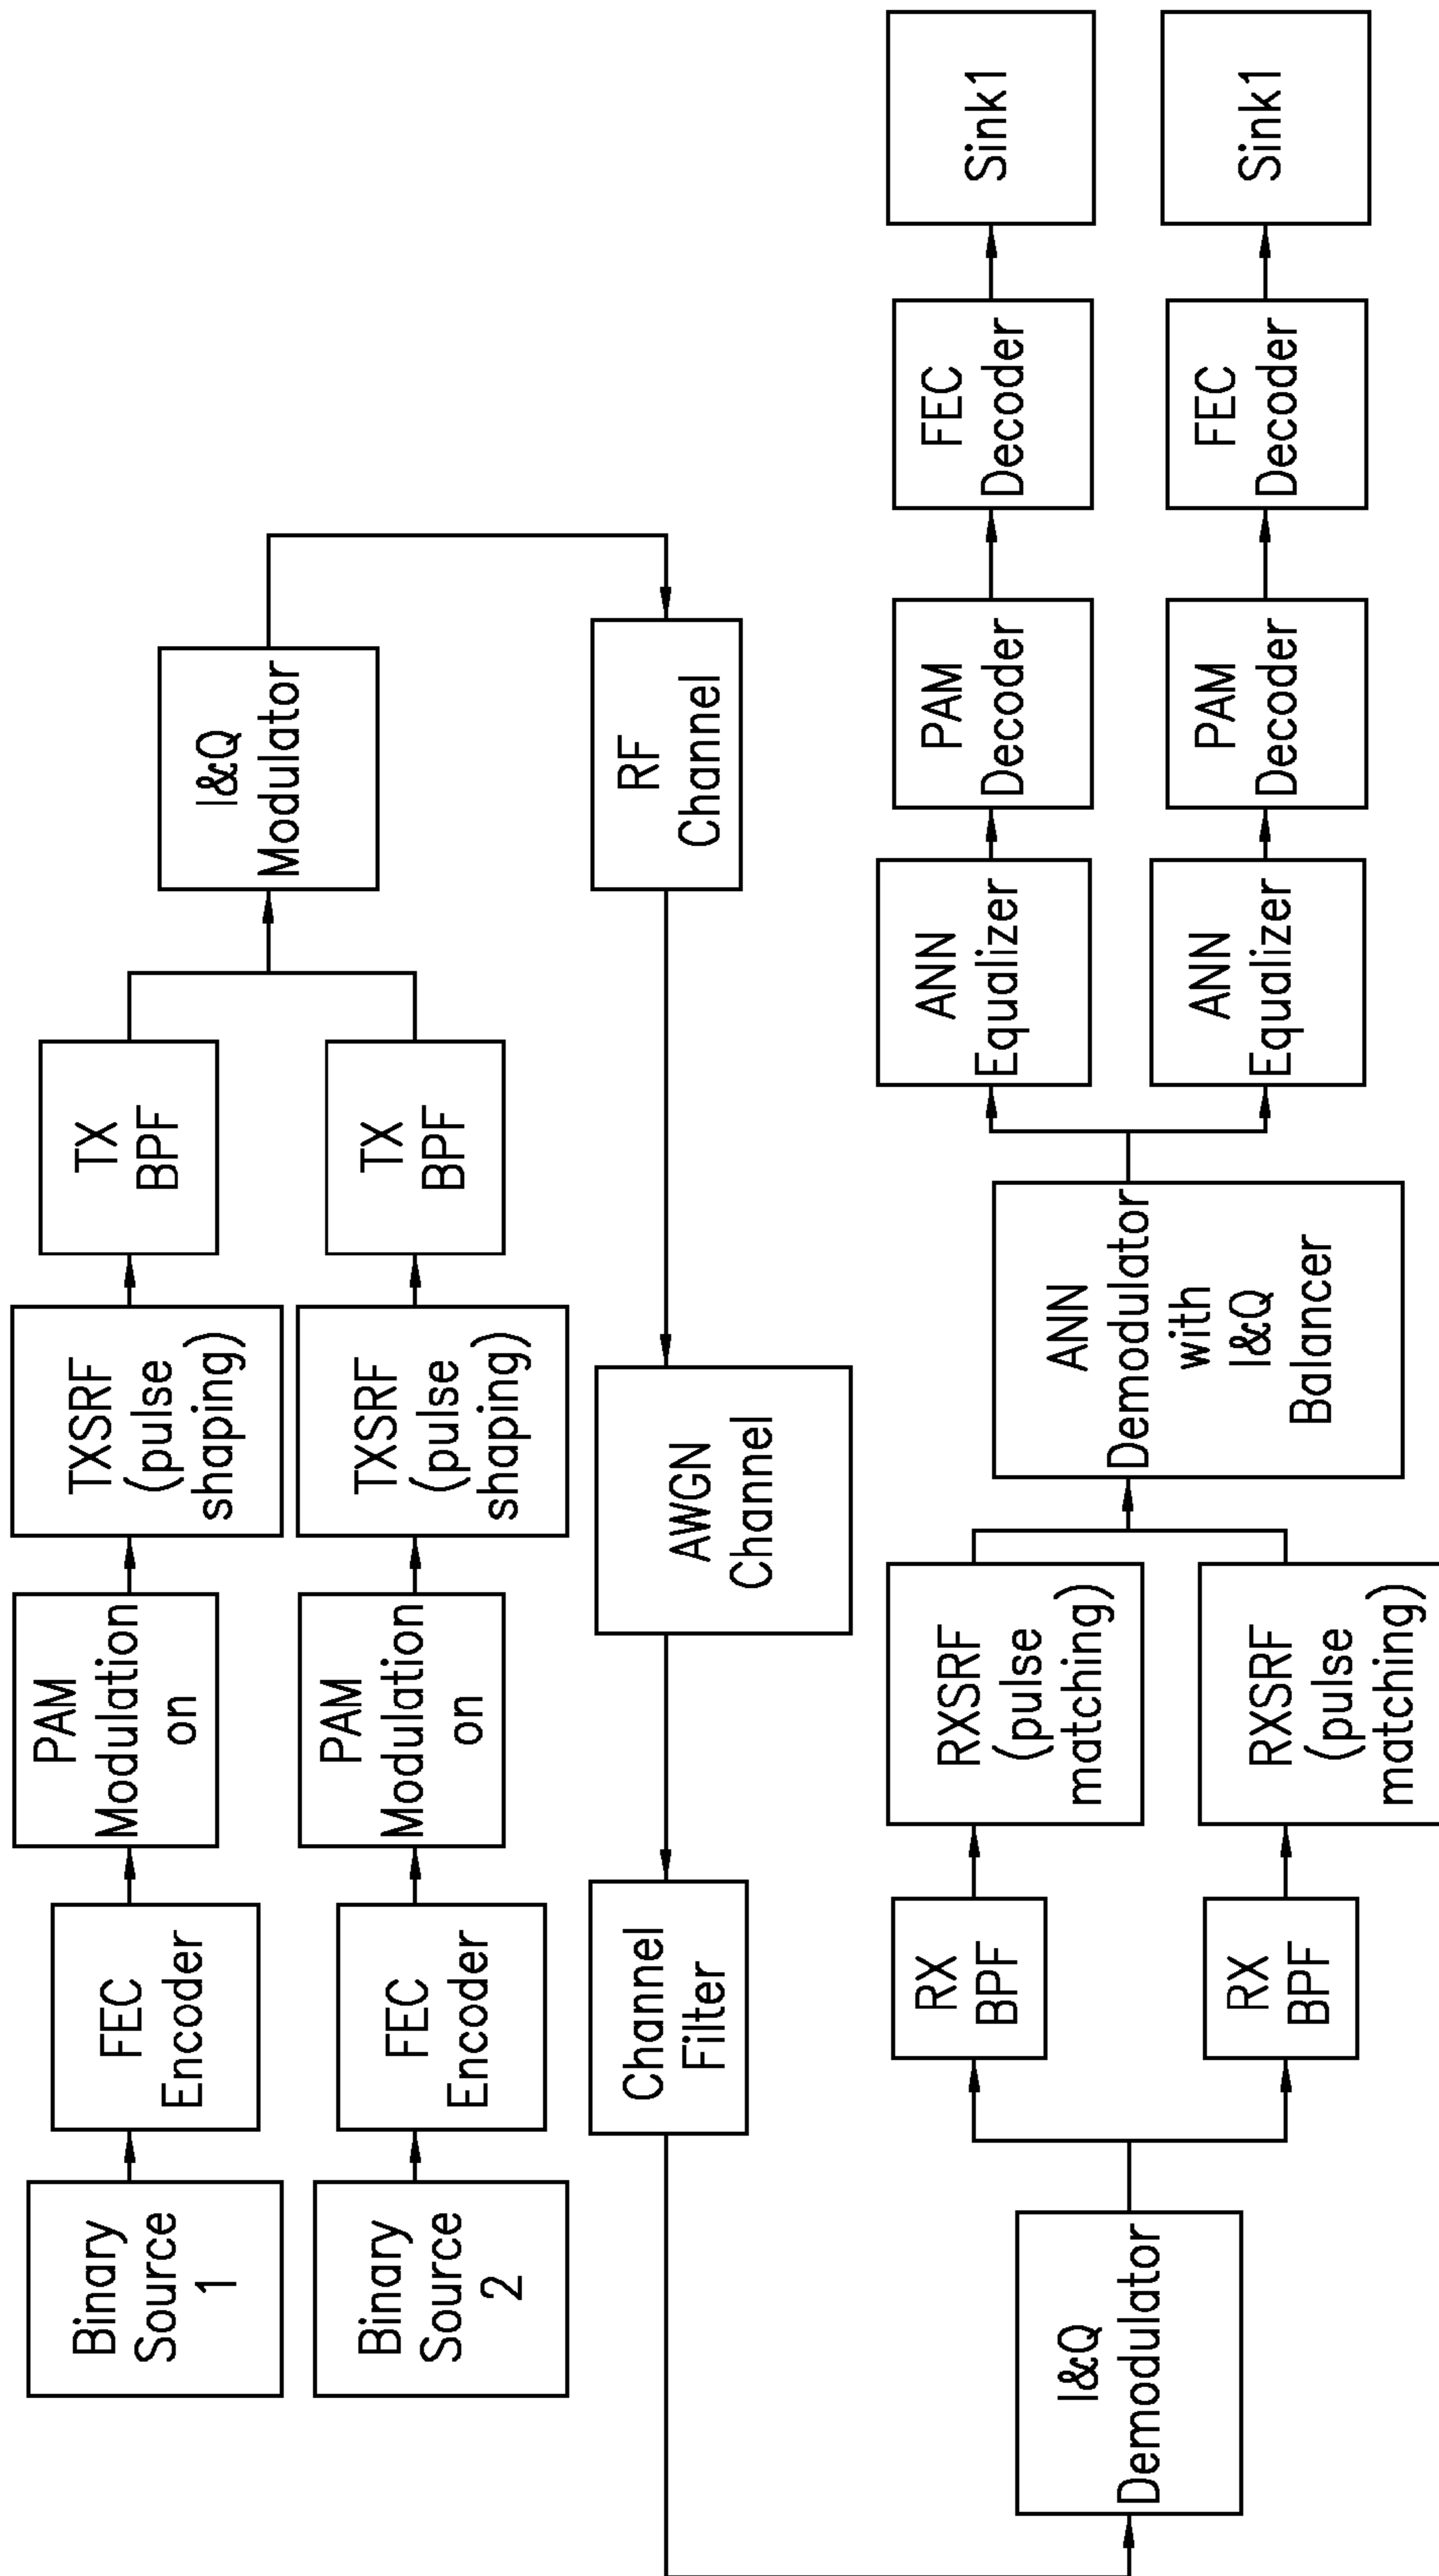 Binary
Source
1
FEC
Encoder
PAM
Modulation
on
TXSRF
(pulse
shaping)
TX
BPF
Binary
Source
2
FEC
Encoder
PAM
Modulation
on
TXSRF
(pulse
shaping)
TX
BPF
I&Q
Modulator
RF
Channel
AWGN
Channel
Channel
Filter
I&Q
Demodulator
RX
BPF
RXSRF
(pulse
matching)
RX
BPF
RXSRF
(pulse
matching)
ANN
Demodulator
with
I&Q
Balancer
ANN
Equalizer
PAM
Decoder
FEC
Decoder
Sink1
ANN
Equalizer
PAM
Decoder
FEC
Decoder
Sink1